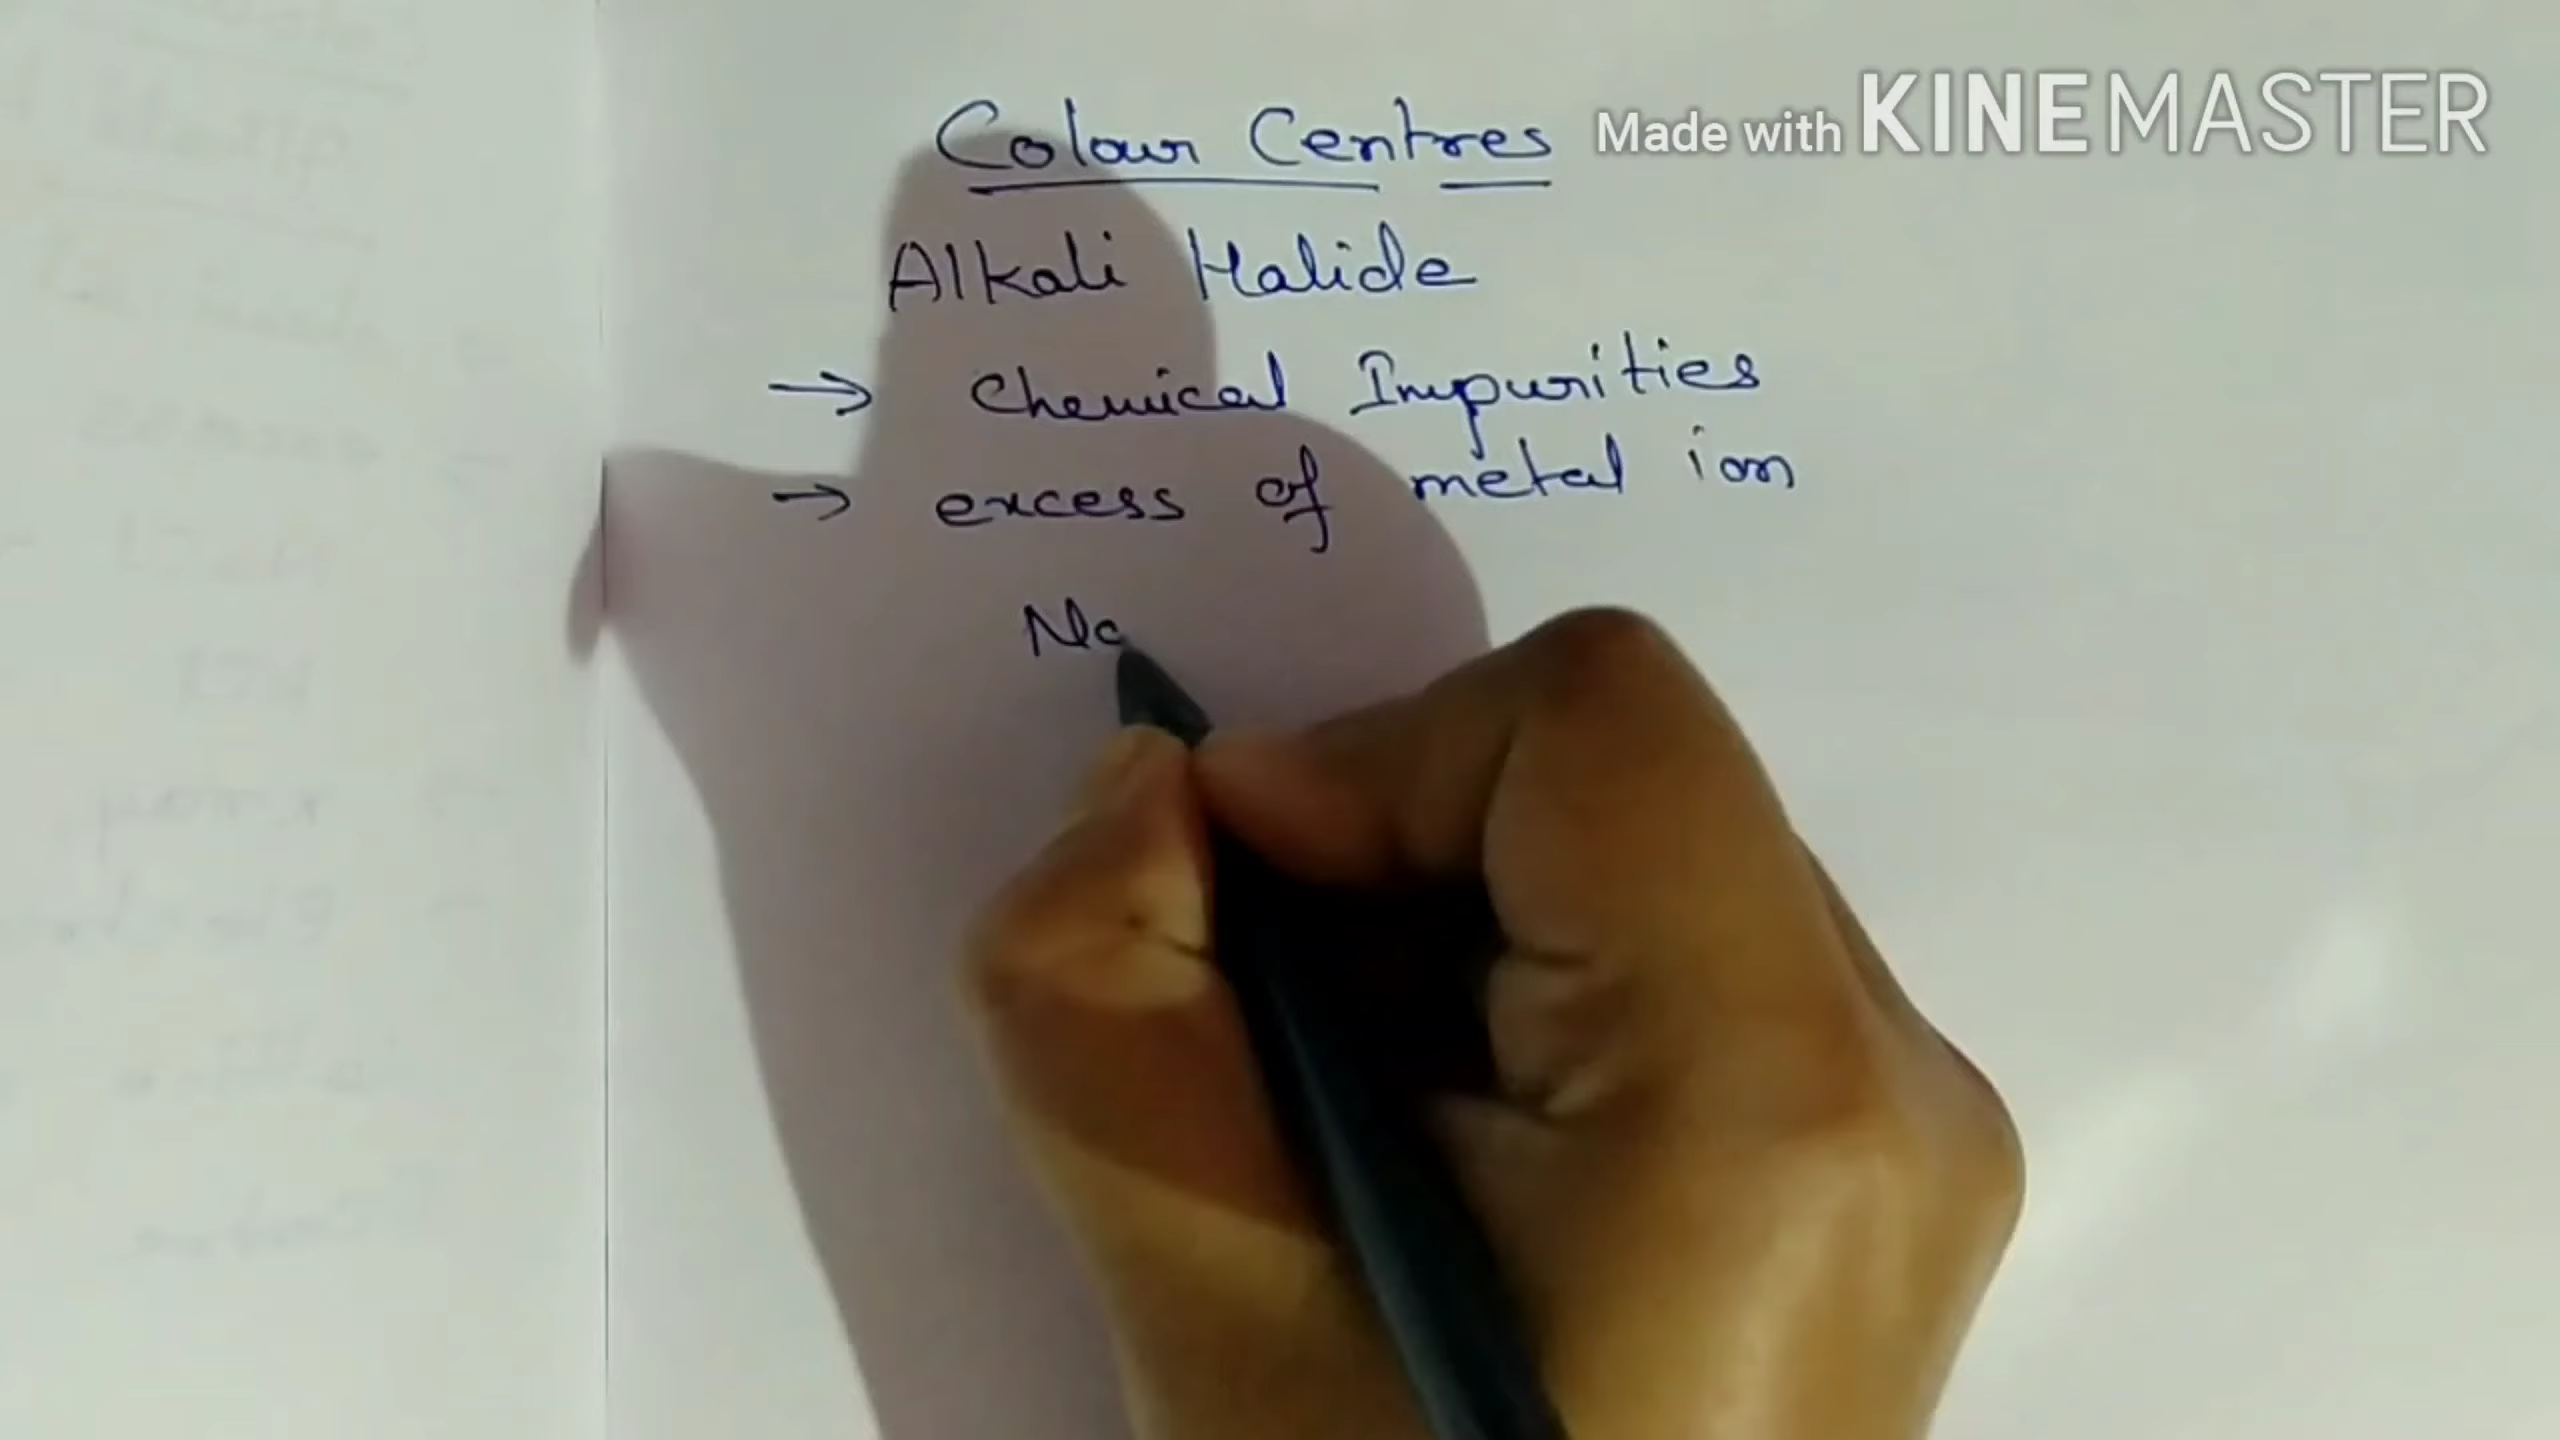 Colour Centres
Made with KINEMASTER
Alkali Halide
→ Chemical Impurities
→ excess of metal ion
Na